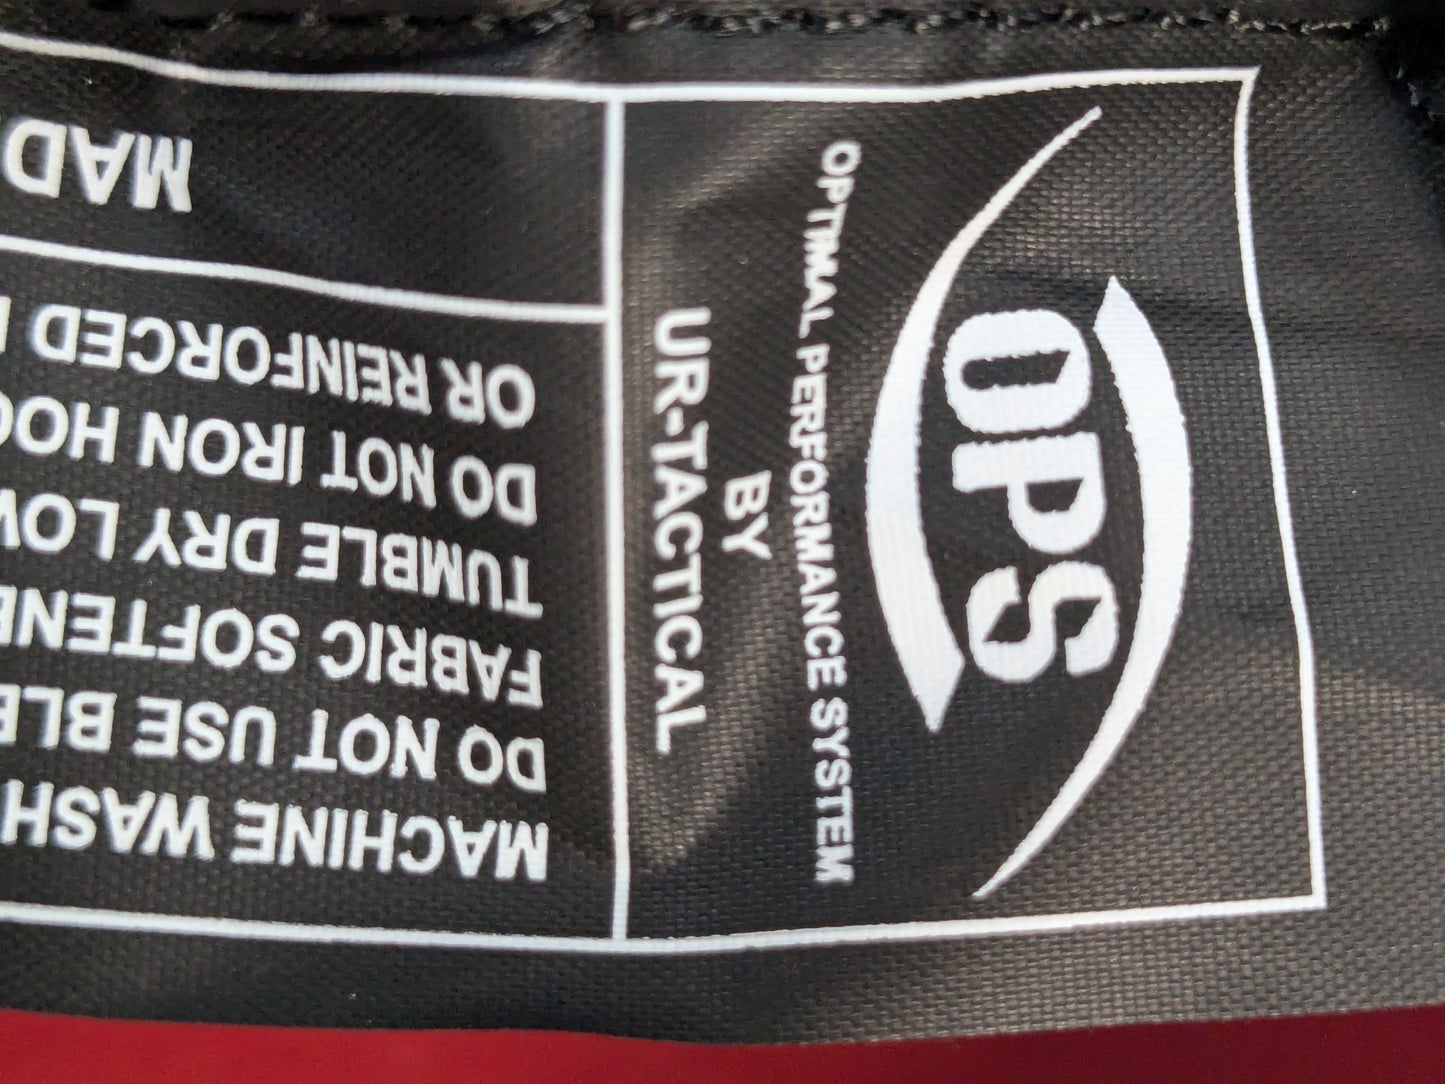 OPS
OPTIMAL PERFORMANCE SYSTEM
BY
UR-TACTICAL
MACHINE WASH
DO NOT USE BLE
FABRIC SOFTENE
TUMBLE DRY LOW
DO NOT IRON HOO
OR REINFORCED
MAD